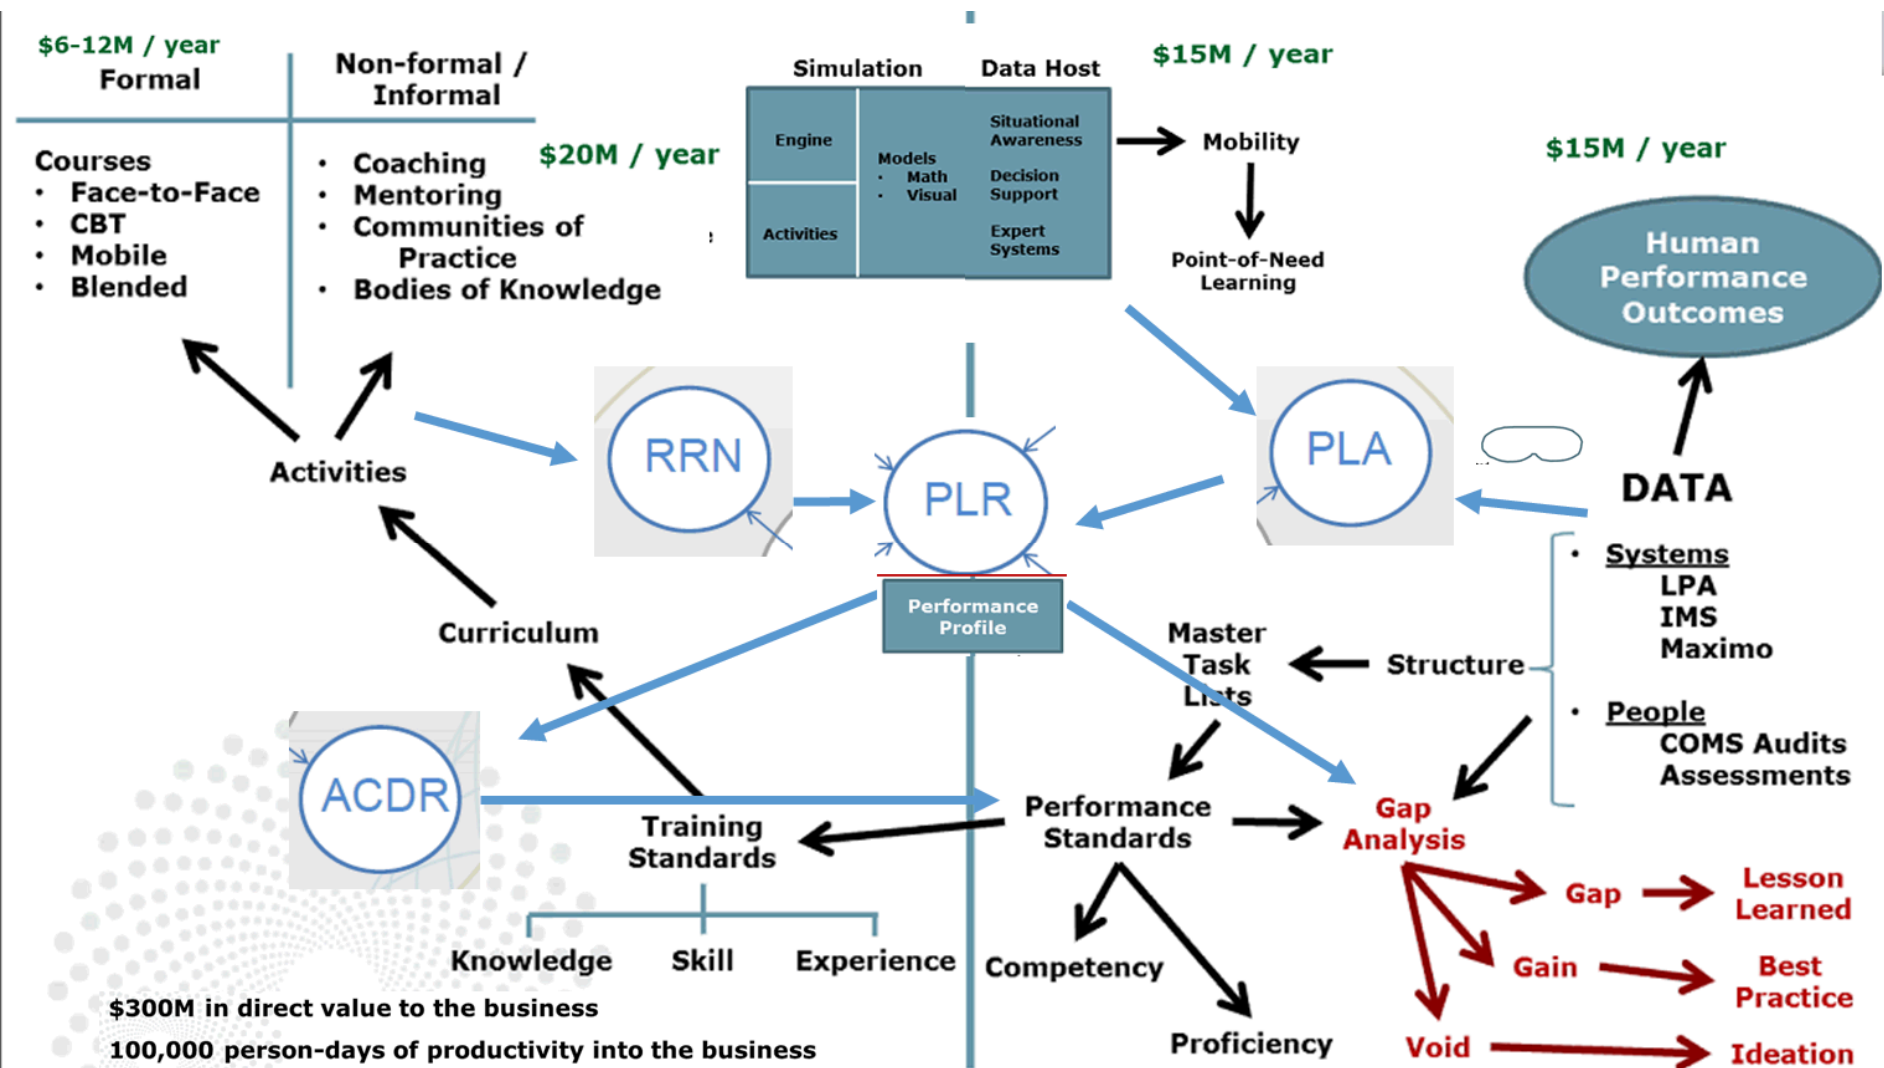 $6-12M / year
Formal
Non-formal /
Informal
Courses
• Face-to-Face
• CBT
• Mobile
• Blended
• Coaching
• Mentoring
• Communities of
Practice
• Bodies of Knowledge
$20M / year
Simulation
Data Host
Engine
Activities
Models
• Math
• Visual
Situational
Awareness
Decision
Support
Expert
Systems
$15M / year
Mobility
Point-of-Need
Learning
$15M / year
Human
Performance
Outcomes
Activities
RRN
PLR
PLA
DATA
Performance
Profile
Curriculum
Master
Task
Lists
Structure
• Systems
LPA
IMS
Maximo
• People
COMS Audits
Assessments
ACDR
Training
Standards
Performance
Standards
Gap
Analysis
Knowledge
Skill
Experience
Competency
Proficiency
Gap
Lesson
Learned
Gain
Best
Practice
Void
Ideation
$300M in direct value to the business
100,000 person-days of productivity into the business